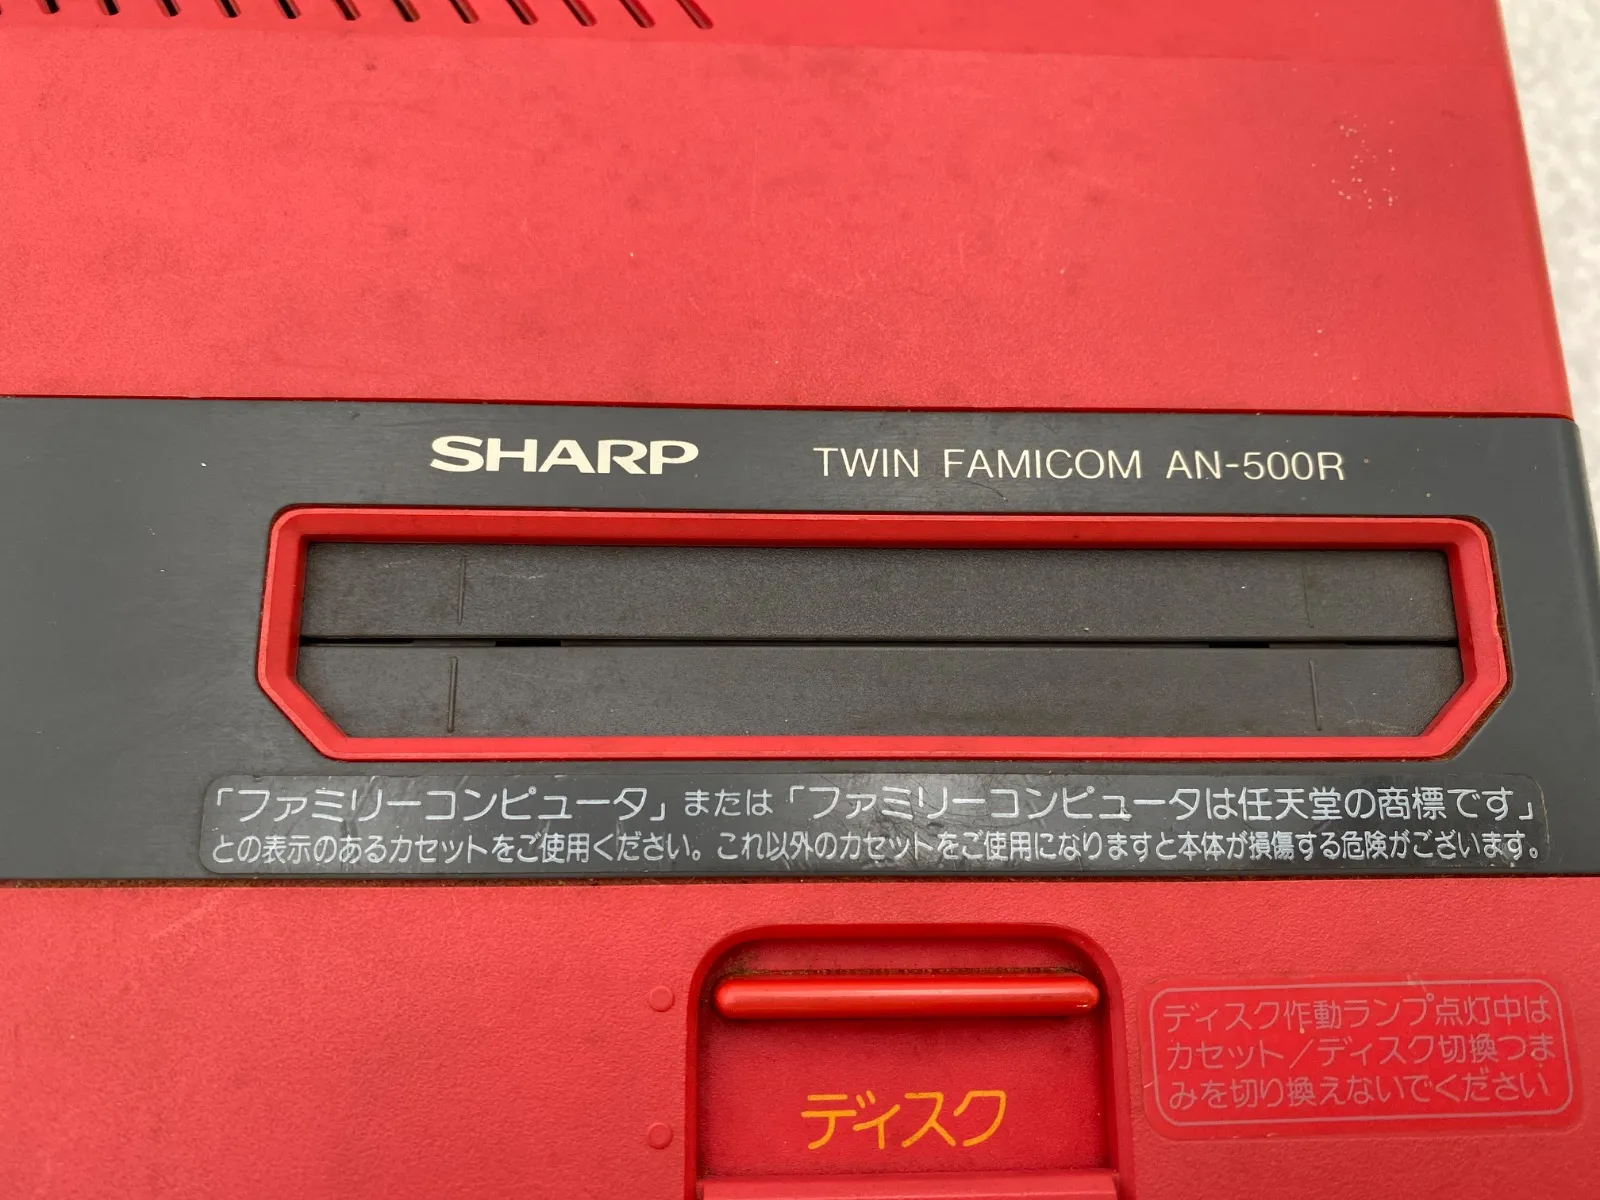 SHARP TWIN FAMICOM AN-500R
「ファミリーコンピュータ」または「ファミリーコンピュータは任天堂の商標です」
との表示のあるカセットをご使用ください。これ以外のカセットをご使用になりますと本体が損傷する危険がございます。
ディスク作動ランプ点灯中は
カセット/ディスク切換つま
みを切り換えないでください
ディスク